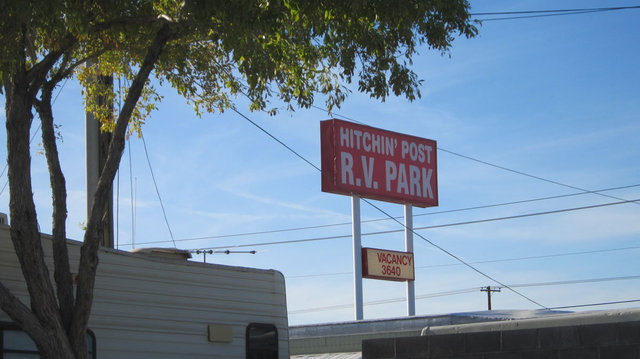 HITCHIN' POST
R.V. PARK
VACANCY
3640